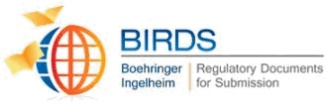 BIRDS
Boehringer Ingelheim
Regulatory Documents for Submission